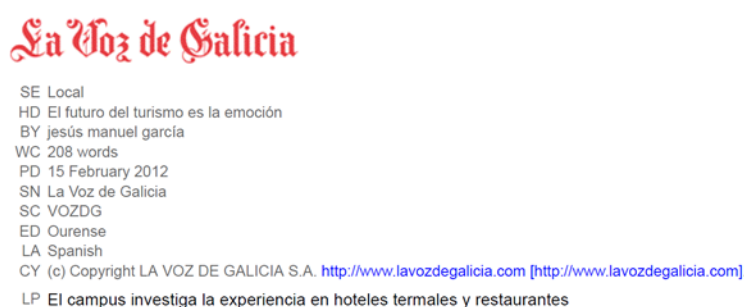 La Voz de Galicia
SE Local
HD El futuro del turismo es la emoción
BY jesús manuel garcía
WC 208 words
PD 15 February 2012
SN La Voz de Galicia
SC VOZDG
ED Ourense
LA Spanish
CY (c) Copyright LA VOZ DE GALICIA S.A. http://www.lavozdegalicia.com [http://www.lavozdegalicia.com]
LP El campus investiga la experiencia en hoteles termales y restaurantes